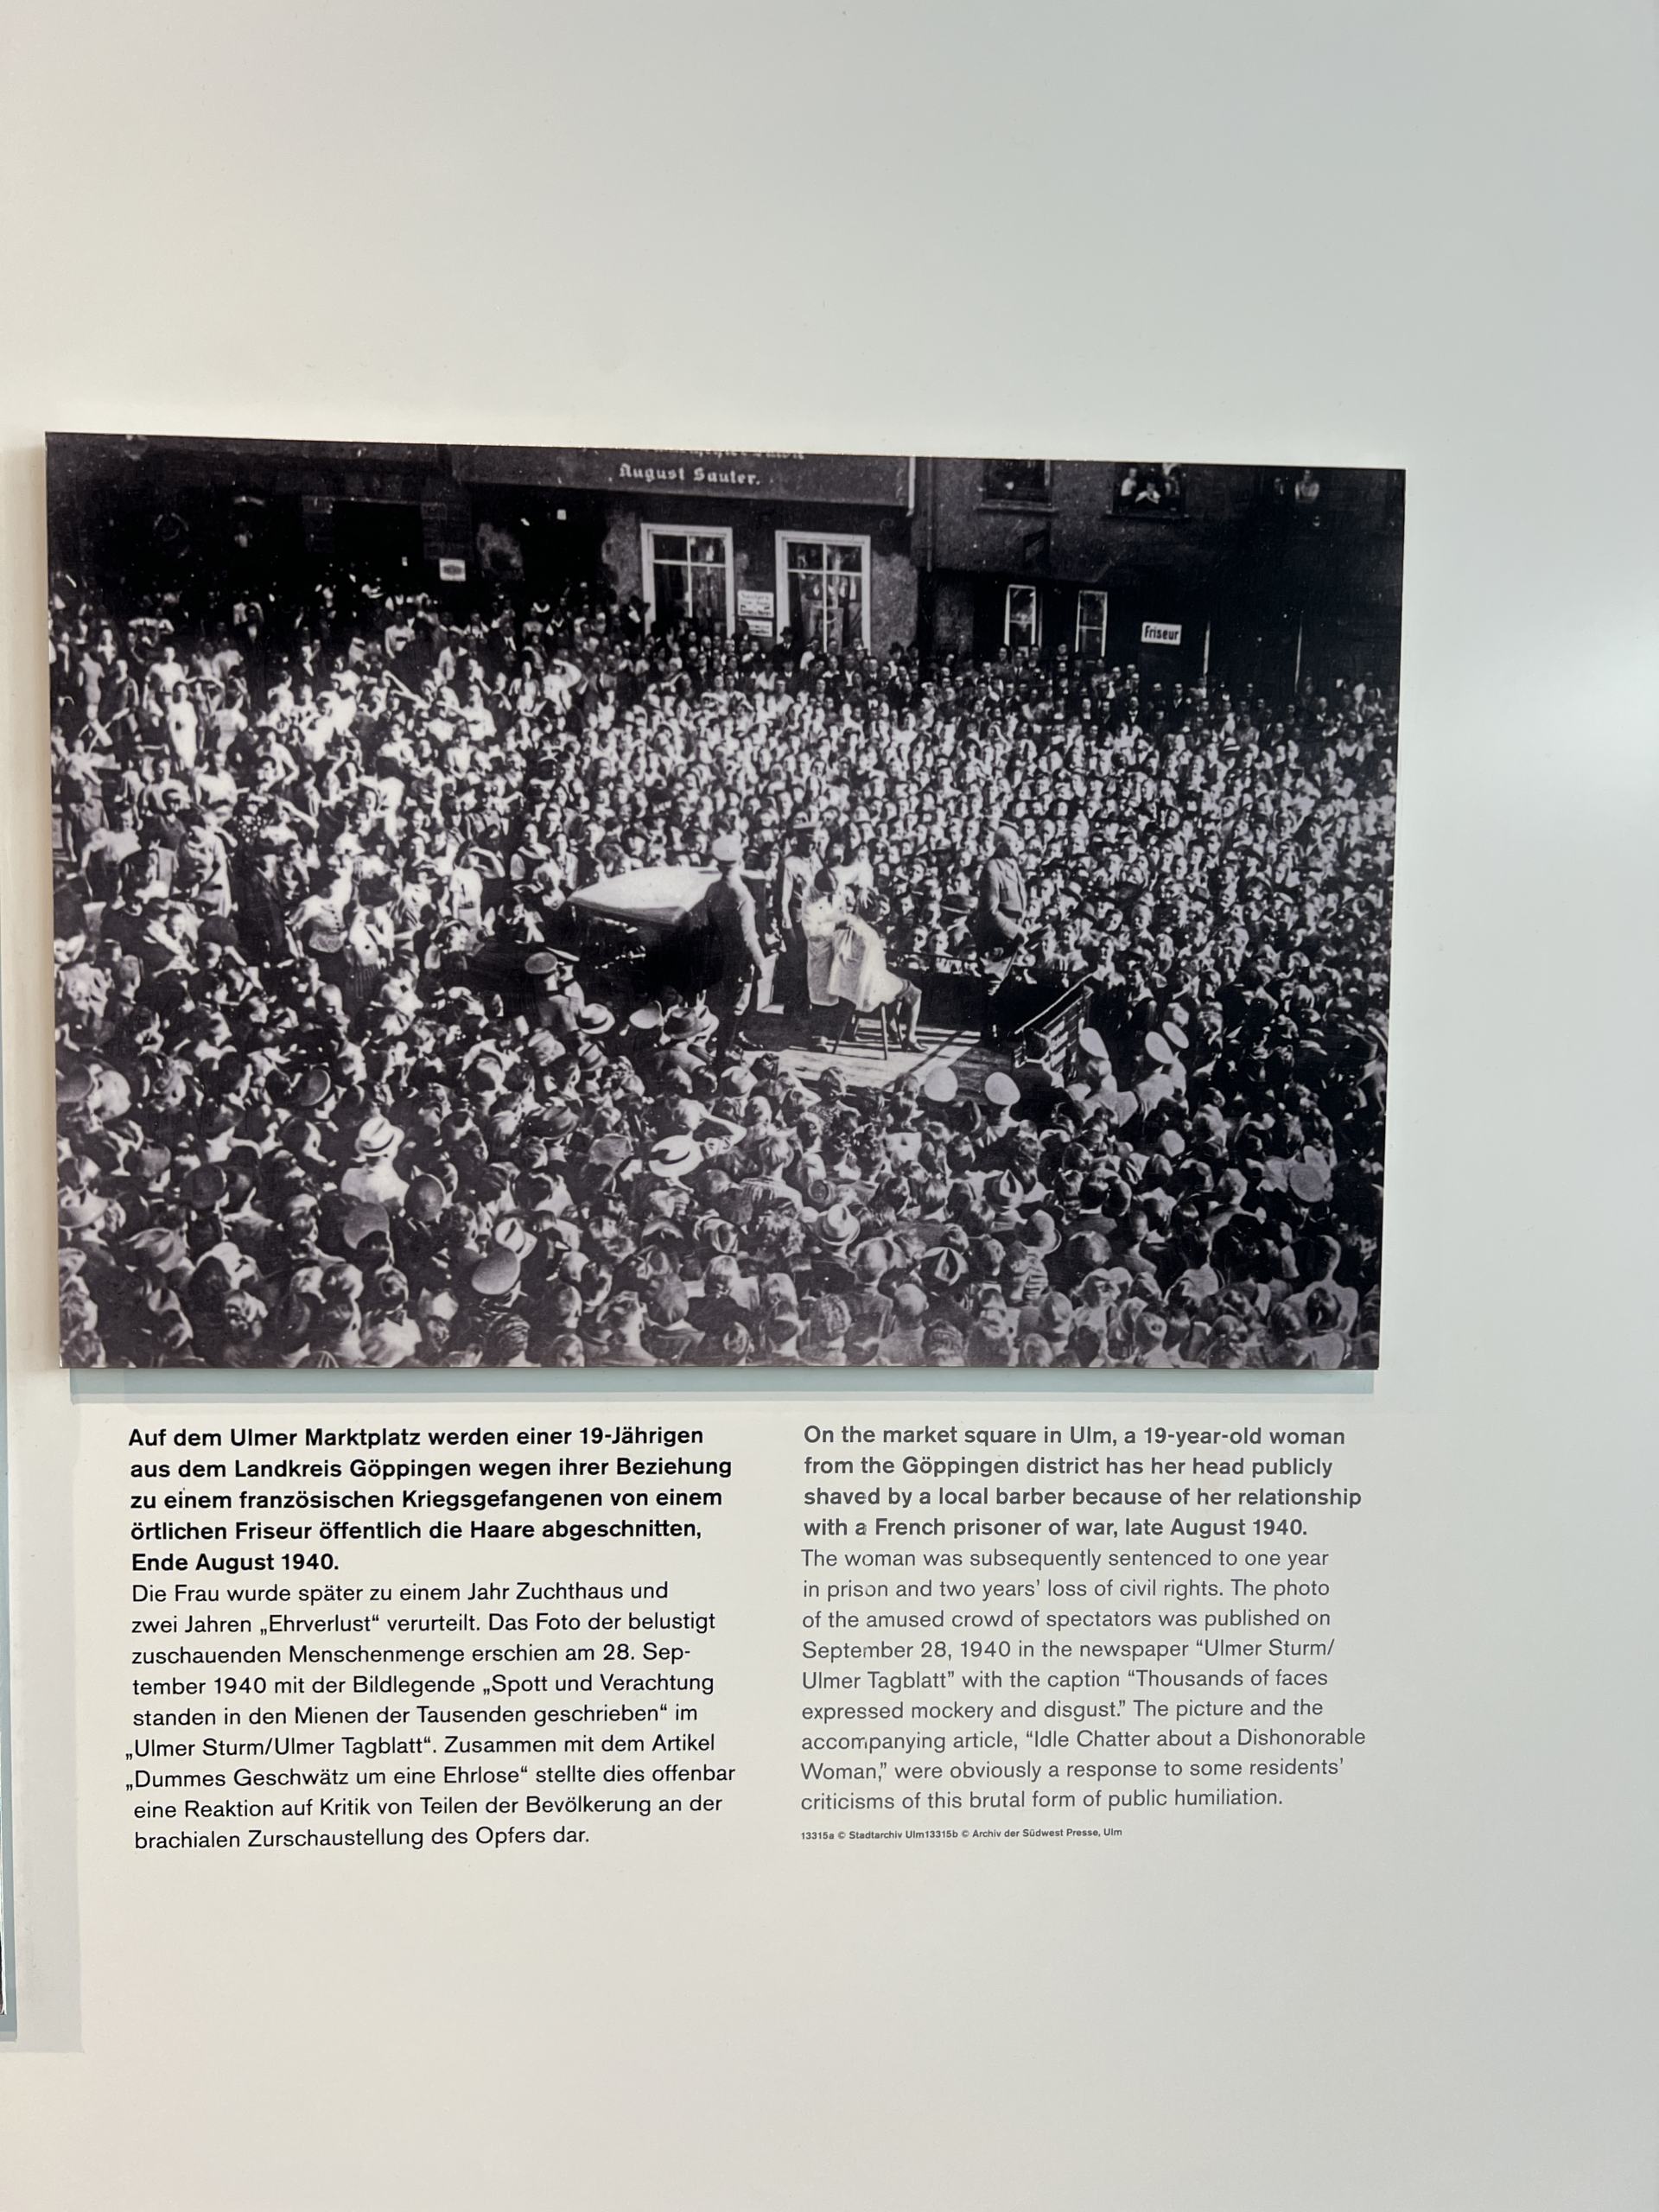 August Sauter.
Friseur
Auf dem Ulmer Marktplatz werden einer 19-Jährigen
aus dem Landkreis Göppingen wegen ihrer Beziehung
zu einem französischen Kriegsgefangenen von einem
örtlichen Friseur öffentlich die Haare abgeschnitten,
Ende August 1940.
Die Frau wurde später zu einem Jahr Zuchthaus und
zwei Jahren „Ehrverlust“ verurteilt. Das Foto der belustigt
zuschauenden Menschenmenge erschien am 28. Sep-
tember 1940 mit der Bildlegende „Spott und Verachtung
standen in den Mienen der Tausenden geschrieben“ im
„Ulmer Sturm/Ulmer Tagblatt“. Zusammen mit dem Artikel
„Dummes Geschwätz um eine Ehrlose“ stellte dies offenbar
eine Reaktion auf Kritik von Teilen der Bevölkerung an der
brachialen Zurschaustellung des Opfers dar.
On the market square in Ulm, a 19-year-old woman
from the Göppingen district has her head publicly
shaved by a local barber because of her relationship
with a French prisoner of war, late August 1940.
The woman was subsequently sentenced to one year
in prison and two years’ loss of civil rights. The photo
of the amused crowd of spectators was published on
September 28, 1940 in the newspaper “Ulmer Sturm/
Ulmer Tagblatt” with the caption “Thousands of faces
expressed mockery and disgust.” The picture and the
accompanying article, “Idle Chatter about a Dishonorable
Woman,” were obviously a response to some residents’
criticisms of this brutal form of public humiliation.
13315a © Stadtarchiv Ulm13315b © Archiv der Südwest Presse, Ulm